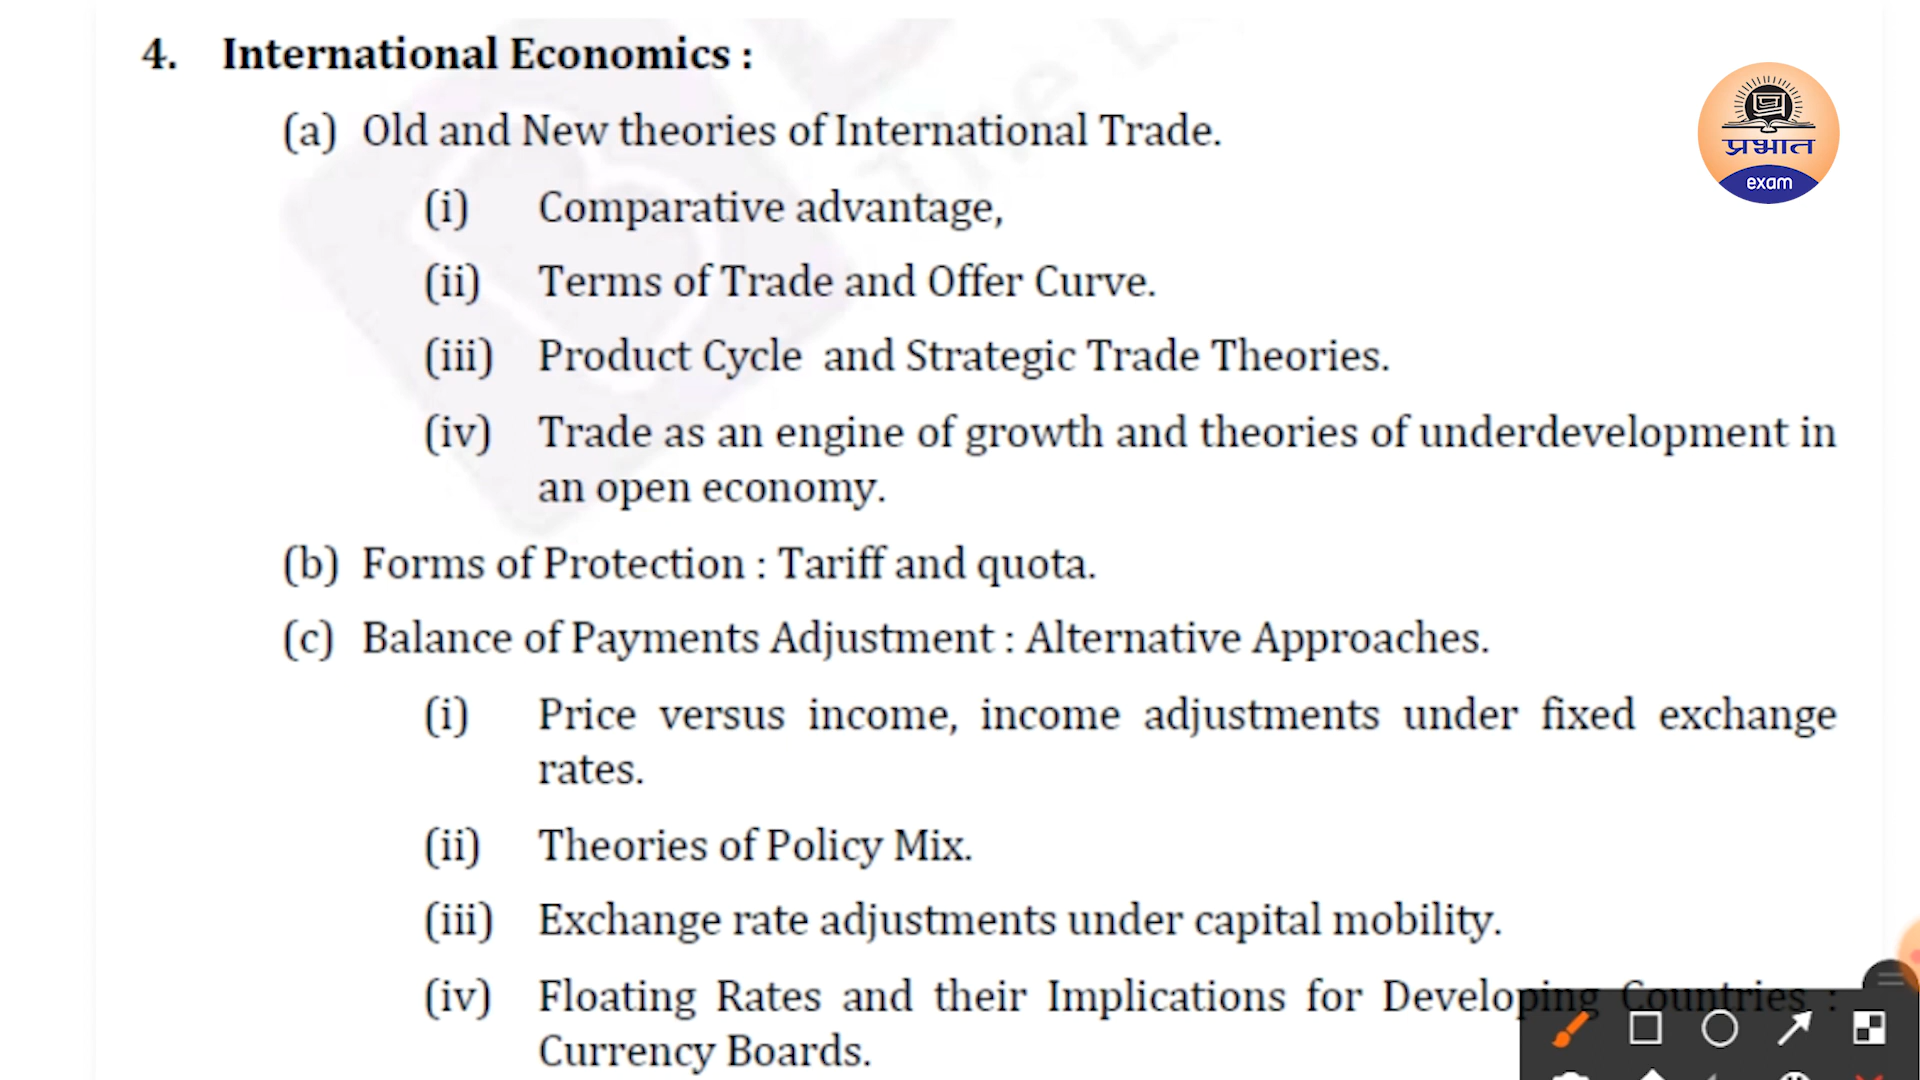 4. International Economics :
(a) Old and New theories of International Trade.
(i) Comparative advantage,
(ii) Terms of Trade and Offer Curve.
(iii) Product Cycle and Strategic Trade Theories.
(iv) Trade as an engine of growth and theories of underdevelopment in
an open economy.
(b) Forms of Protection : Tariff and quota.
(c) Balance of Payments Adjustment : Alternative Approaches.
(i) Price versus income, income adjustments under fixed exchange
rates.
(ii) Theories of Policy Mix.
(iii) Exchange rate adjustments under capital mobility.
(iv) Floating Rates and their Implications for Developing Countries :
Currency Boards.
प्रभात
exam